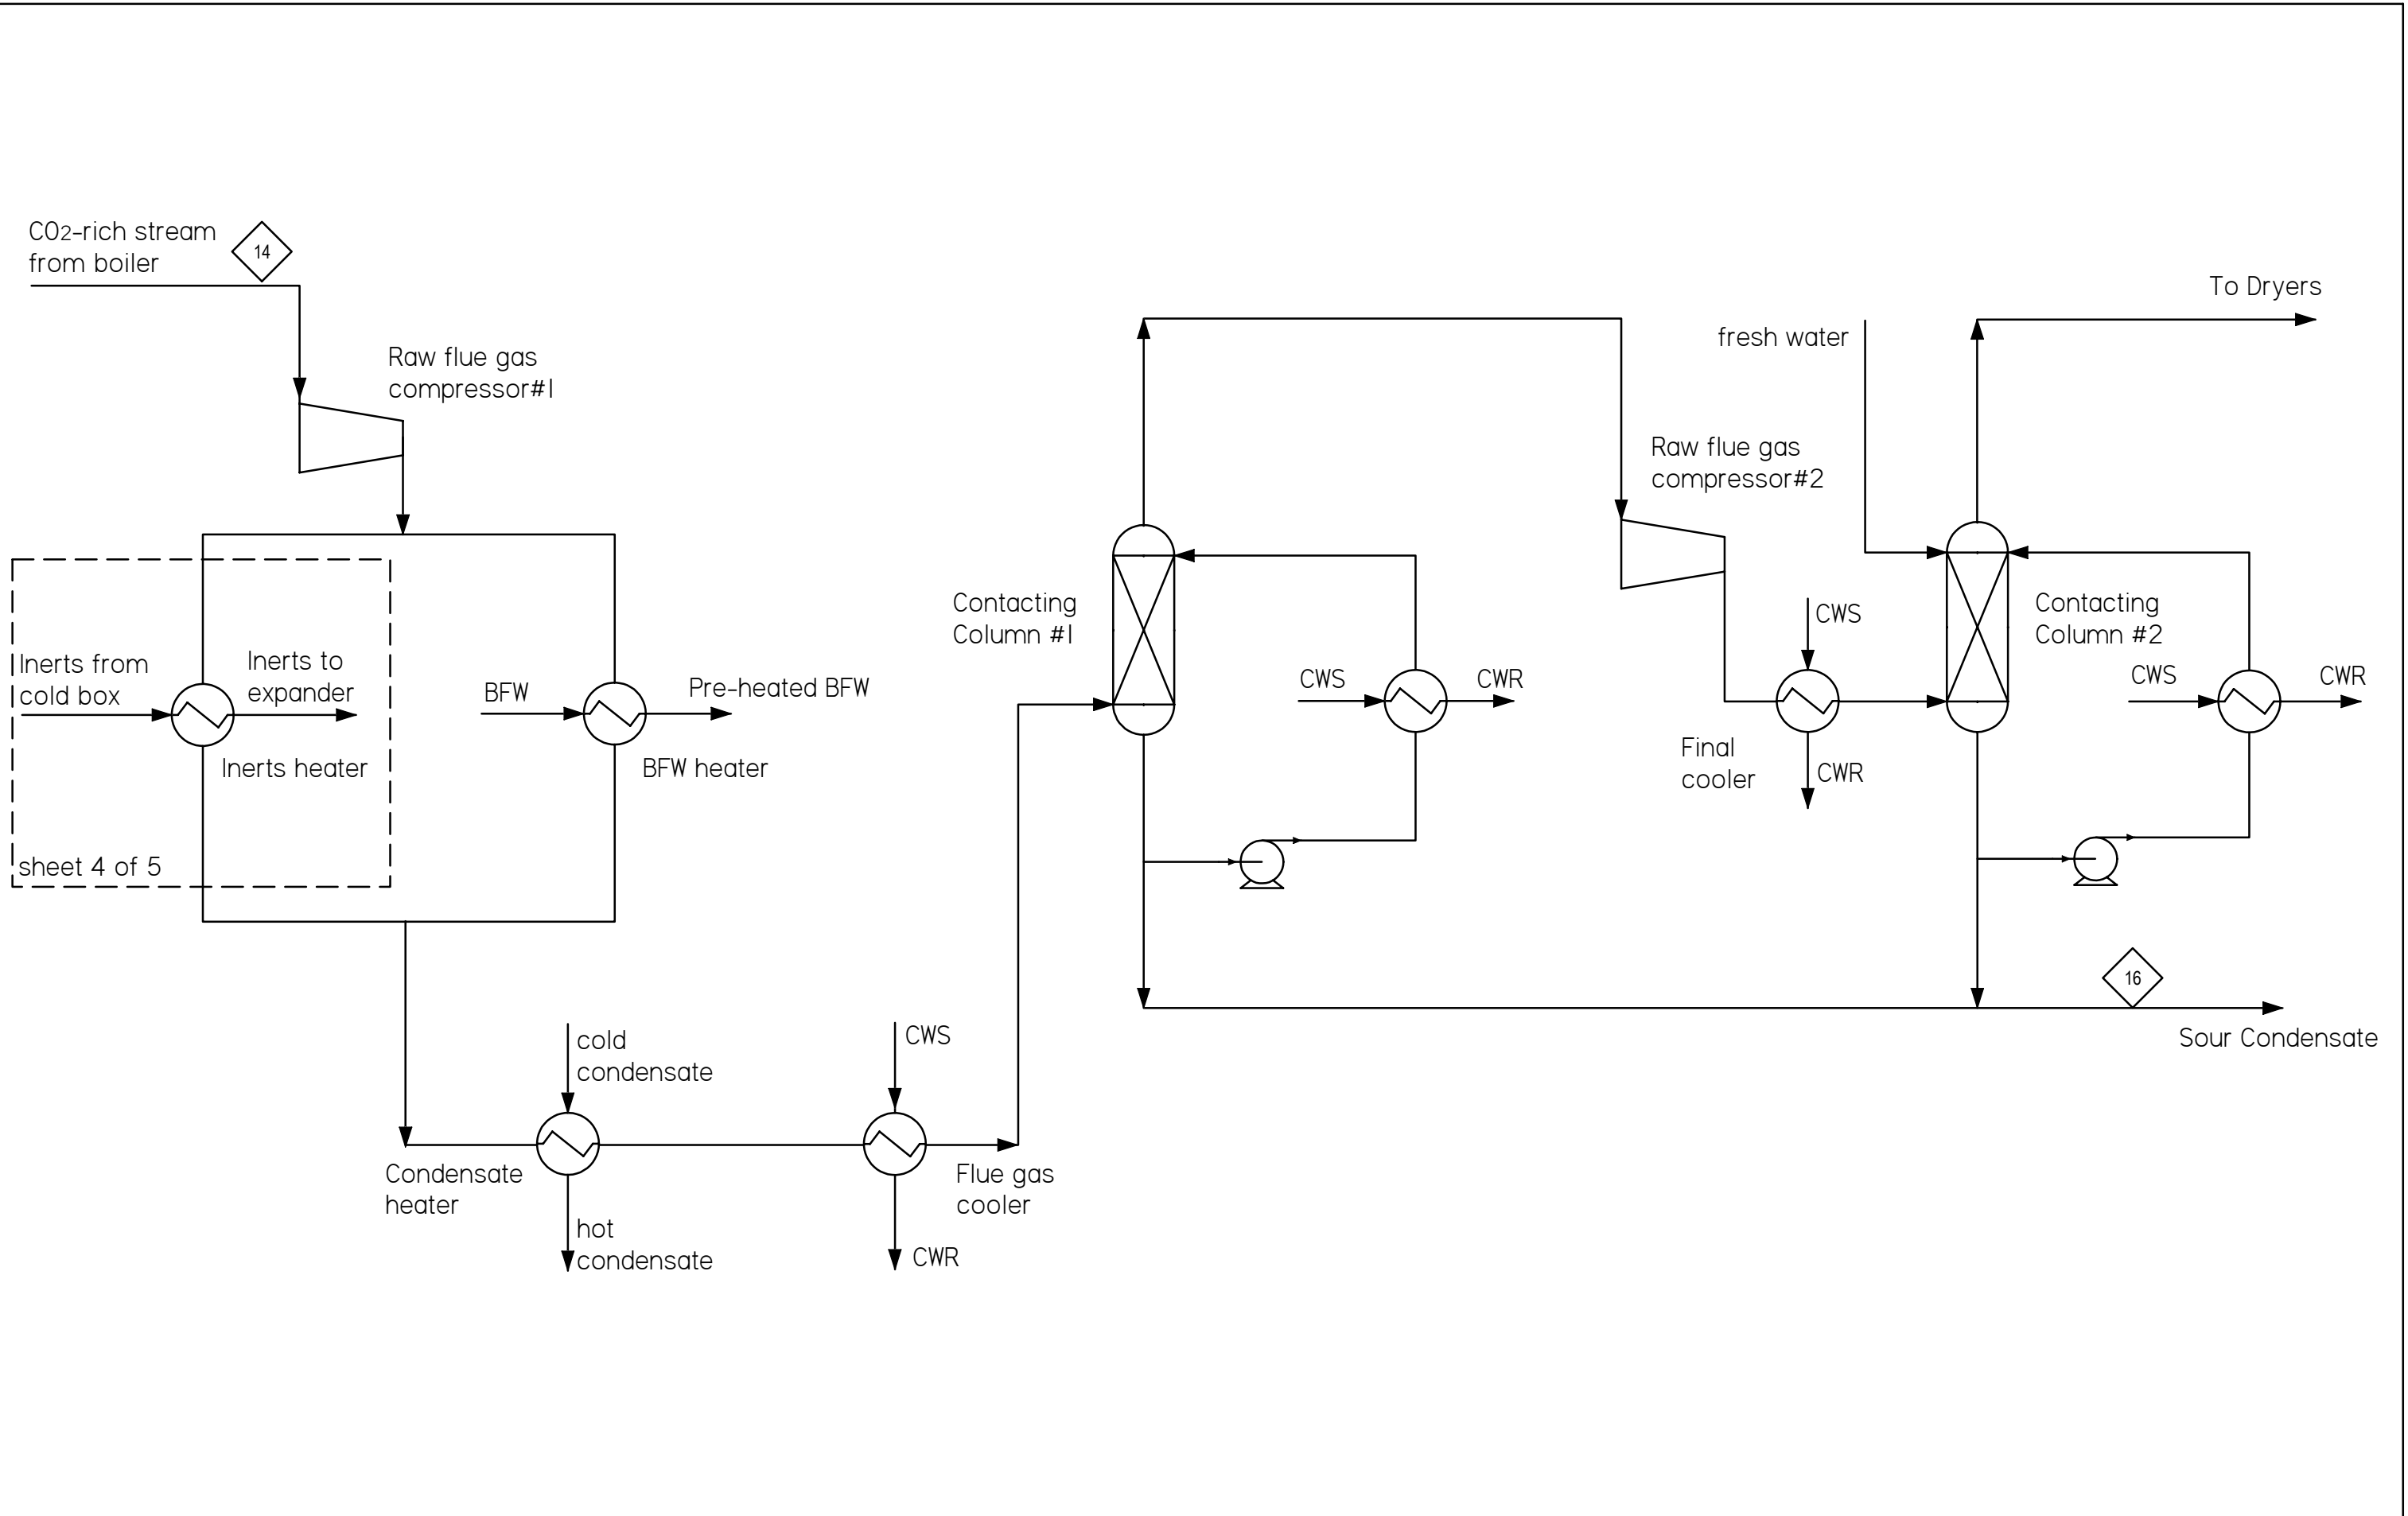 CO2-rich stream
from boiler
14
Raw flue gas
compressor#1
Inerts from
cold box
Inerts to
expander
Inerts heater
sheet 4 of 5
BFW
Pre-heated BFW
BFW heater
cold
condensate
Condensate
heater
hot
condensate
CWS
Flue gas
cooler
CWR
Contacting
Column #1
CWS
CWR
Raw flue gas
compressor#2
fresh water
CWS
Final
cooler
CWR
To Dryers
Contacting
Column #2
CWS
CWR
16
Sour Condensate